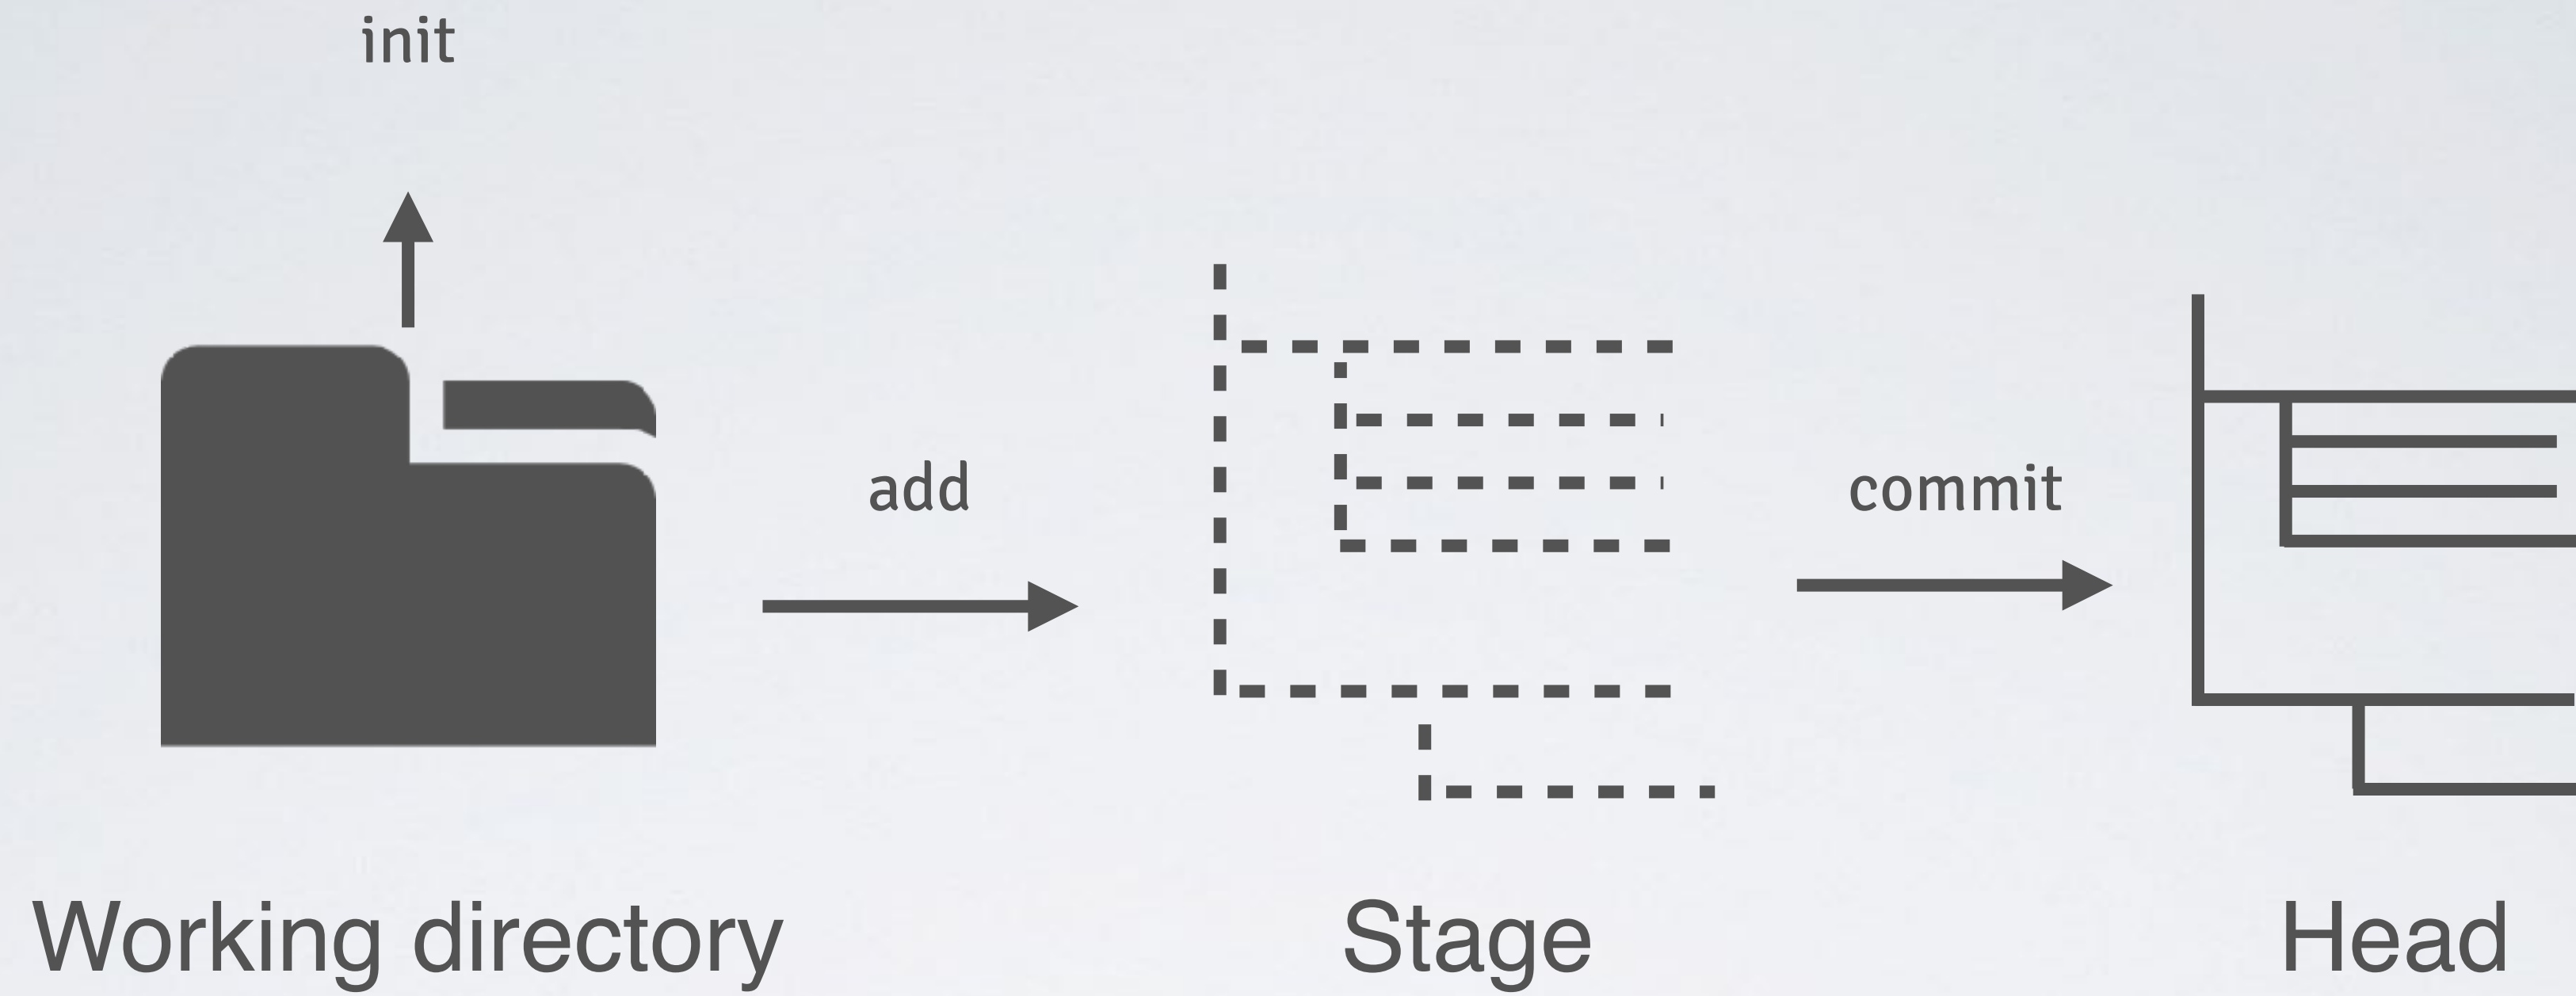 init
add
commit
Working directory
Stage
Head